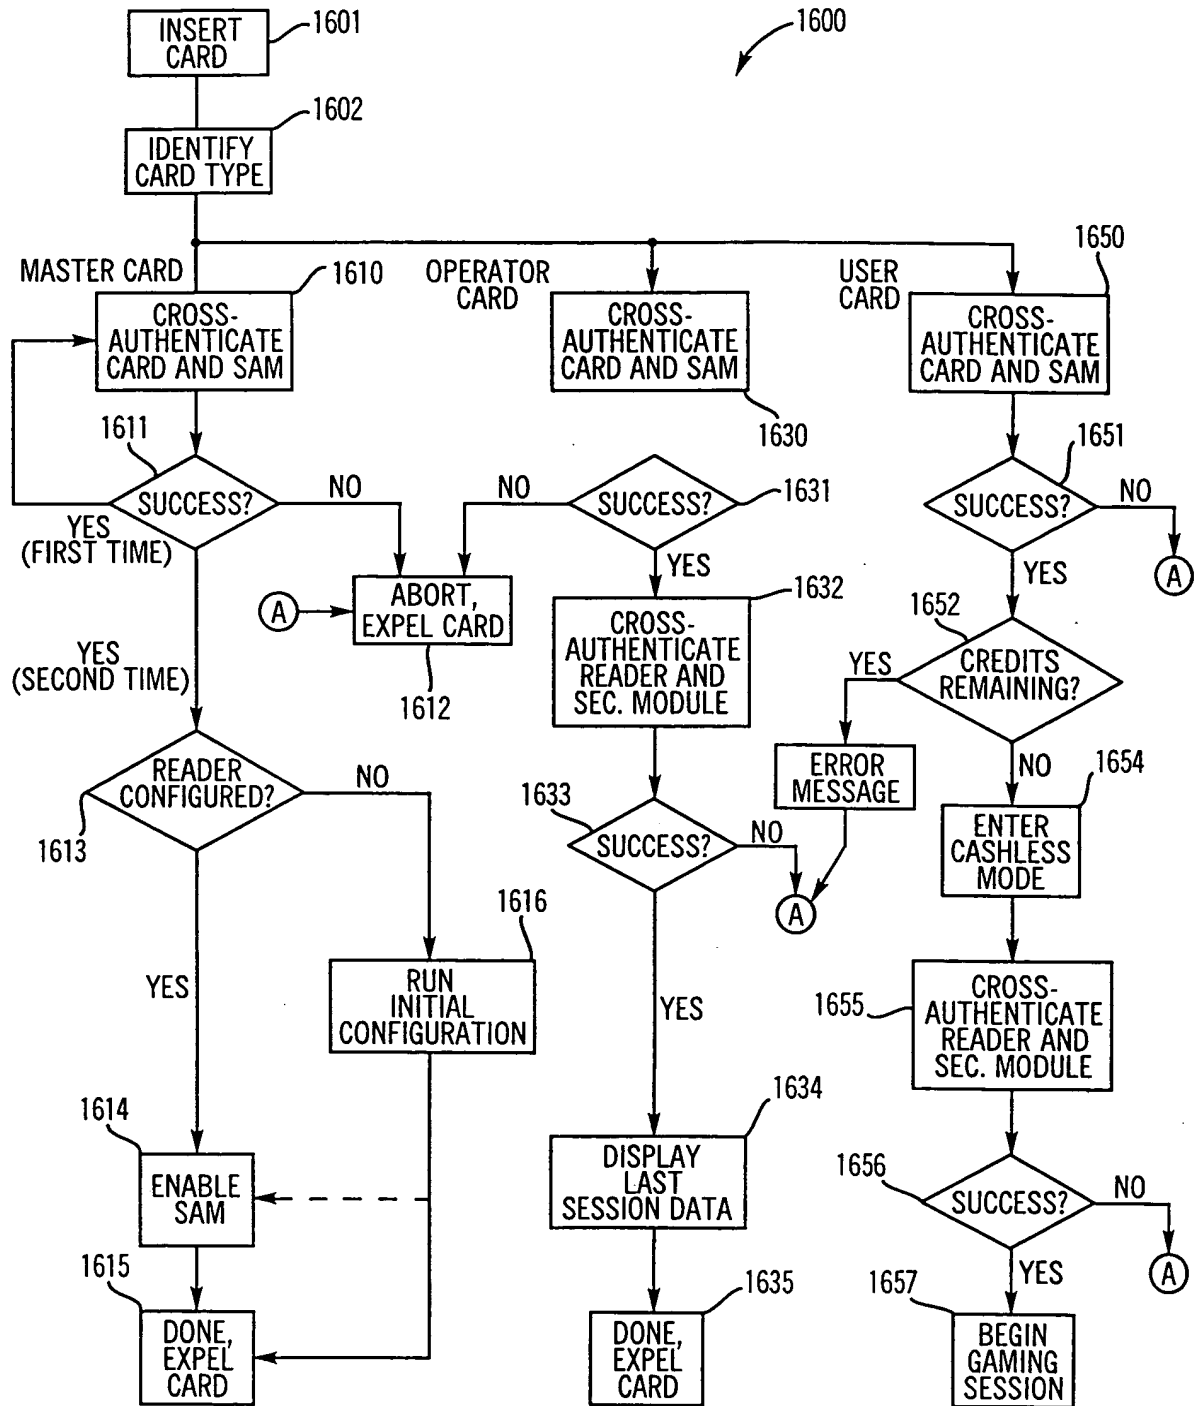 INSERT
CARD
1601
1600
IDENTIFY
CARD TYPE
1602
MASTER CARD
1610
CROSS-
AUTHENTICATE
CARD AND SAM
OPERATOR
CARD
CROSS-
AUTHENTICATE
CARD AND SAM
1630
USER
CARD
1650
CROSS-
AUTHENTICATE
CARD AND SAM
1611
SUCCESS?
NO
YES
(FIRST TIME)
NO
SUCCESS?
1631
YES
1651
SUCCESS?
NO
A
YES
A
ABORT,
EXPEL CARD
1612
YES
(SECOND TIME)
1632
CROSS-
AUTHENTICATE
READER AND
SEC. MODULE
1652
CREDITS
REMAINING?
YES
NO
ERROR
MESSAGE
READER
CONFIGURED?
NO
1613
1633
SUCCESS?
NO
A
1654
ENTER
CASHLESS
MODE
YES
1616
RUN
INITIAL
CONFIGURATION
YES
1655
CROSS-
AUTHENTICATE
READER AND
SEC. MODULE
1614
ENABLE
SAM
1634
DISPLAY
LAST
SESSION DATA
1656
SUCCESS?
NO
A
YES
1615
DONE,
EXPEL
CARD
1635
DONE,
EXPEL
CARD
1657
BEGIN
GAMING
SESSION